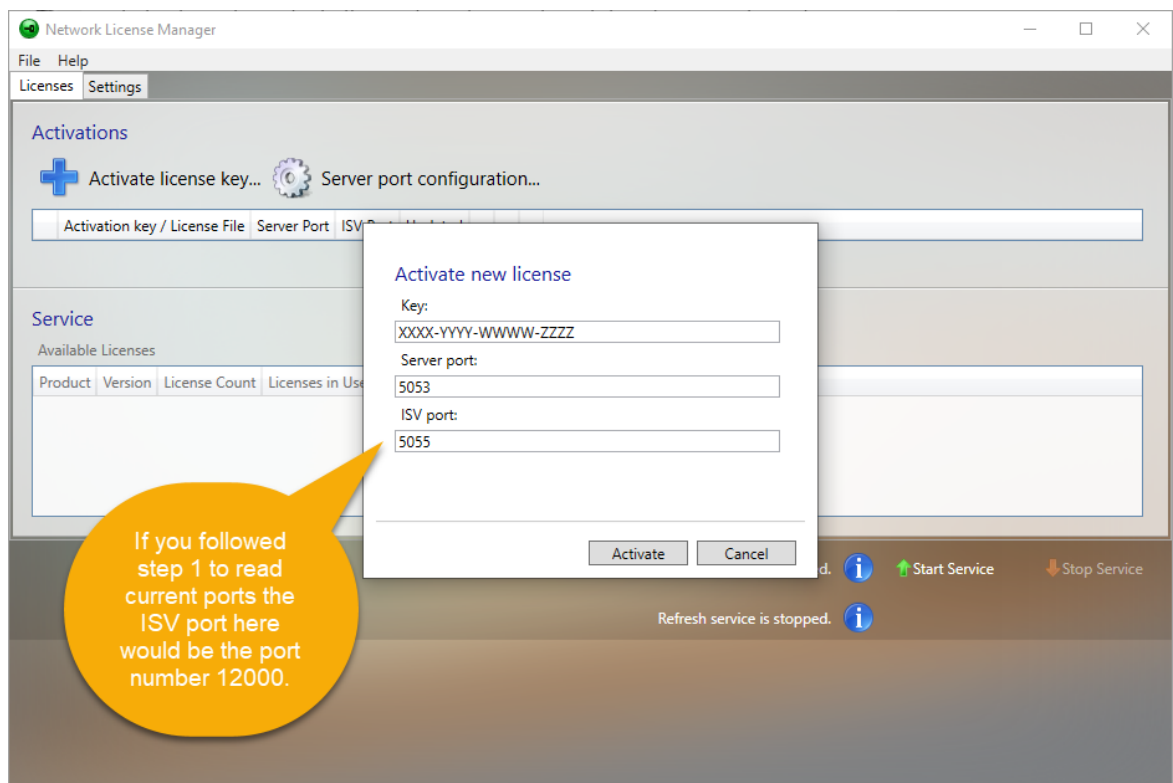 Network License Manager
File Help
Licenses Settings
Activations
Activate license key... Server port configuration...
Activation key / License File Server Port ISV
Activate new license
Key:
XXXX-YYYY-WWWW-ZZZZ
Server port:
5053
ISV port:
5055
Activate Cancel
Service
Available Licenses
Product Version License Count Licenses in Use
If you followed
step 1 to read
current ports the
ISV port here
would be the port
number 12000.
Start Service Stop Service
Refresh service is stopped.